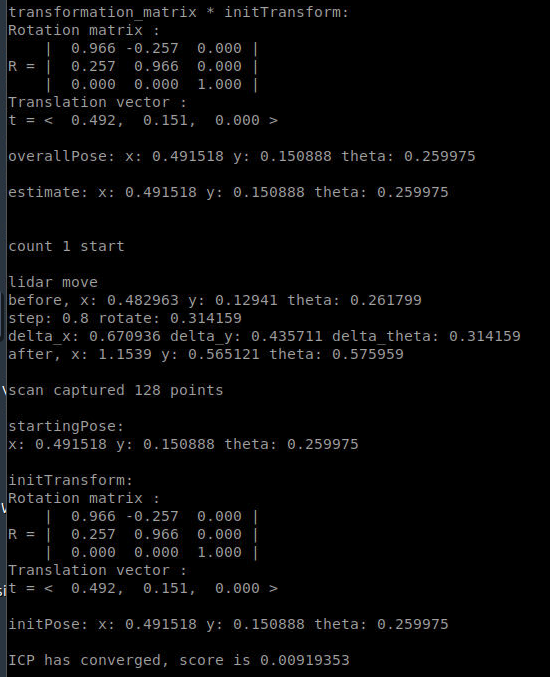 transformation_matrix * initTransform:
Rotation matrix :
    |  0.966 -0.257  0.000 |
R = |  0.257  0.966  0.000 |
    |  0.000  0.000  1.000 |
Translation vector :
t = <  0.492,  0.151,  0.000 >
overallPose: x: 0.491518 y: 0.150888 theta: 0.259975
estimate: x: 0.491518 y: 0.150888 theta: 0.259975
count 1 start
lidar move
before, x: 0.482963 y: 0.12941 theta: 0.261799
step: 0.8 rotate: 0.314159
delta_x: 0.670936 delta_y: 0.435711 delta_theta: 0.314159
after, x: 1.1539 y: 0.565121 theta: 0.575959
scan captured 128 points
startingPose:
x: 0.491518 y: 0.150888 theta: 0.259975
initTransform:
Rotation matrix :
    |  0.966 -0.257  0.000 |
R = |  0.257  0.966  0.000 |
    |  0.000  0.000  1.000 |
Translation vector :
t = <  0.492,  0.151,  0.000 >
initPose: x: 0.491518 y: 0.150888 theta: 0.259975
ICP has converged, score is 0.00919353